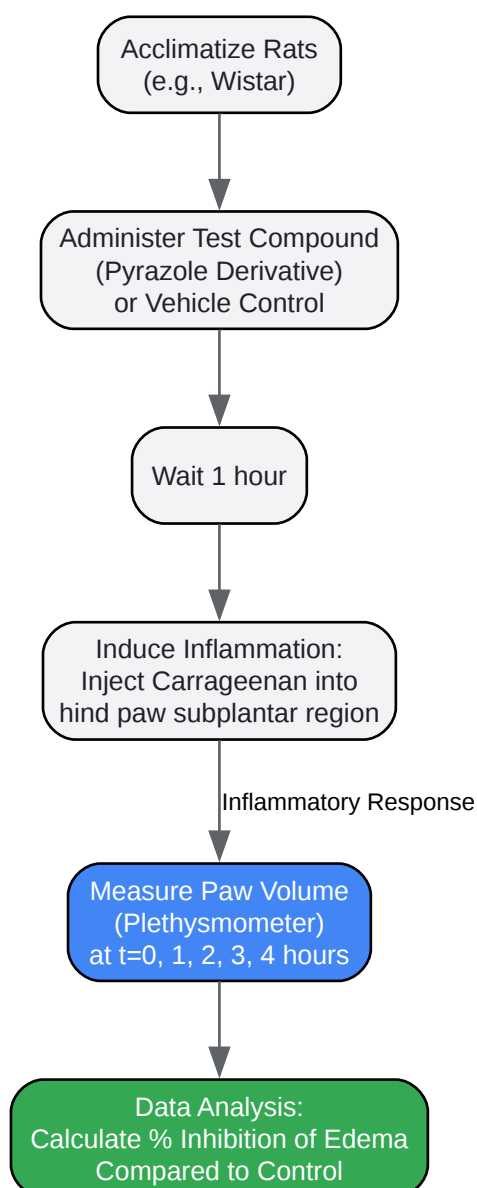 Acclimatize Rats
(e.g., Wistar)
Administer Test Compound
(Pyrazole Derivative)
or Vehicle Control
Wait 1 hour
Induce Inflammation:
Inject Carrageenan into
hind paw subplantar region
Inflammatory Response
Measure Paw Volume
(Plethysmometer)
at t=0, 1, 2, 3, 4 hours
Data Analysis:
Calculate % Inhibition of Edema
Compared to Control